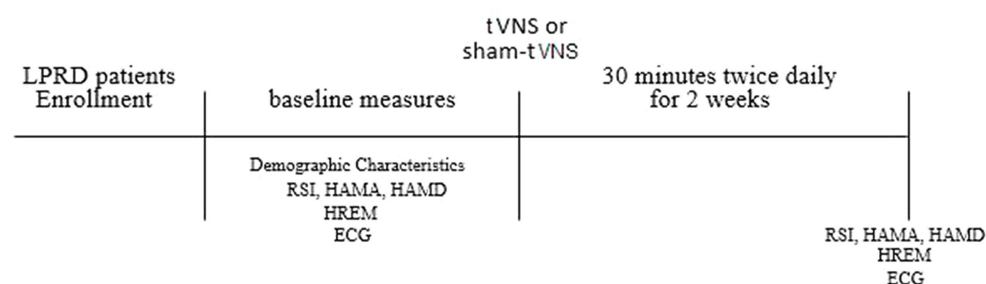 tVNS or
sham-tVNS
LPRD patients
Enrollment
baseline measures
30 minutes twice daily
for 2 weeks
Demographic Characteristics
RSI, HAMA, HAMD
HREM
ECG
RSI, HAMA, HAMD
HREM
ECG